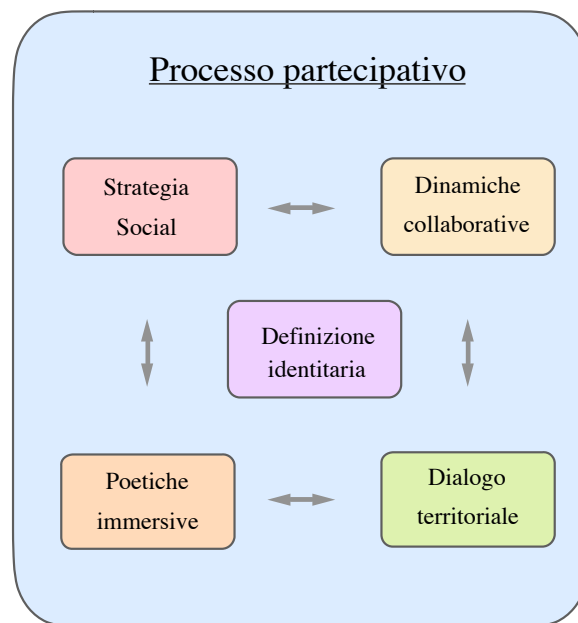 Processo partecipativo
Strategia
Social
Dinamiche
collaborative
Definizione
identitaria
Poetiche
immersive
Dialogo
territoriale